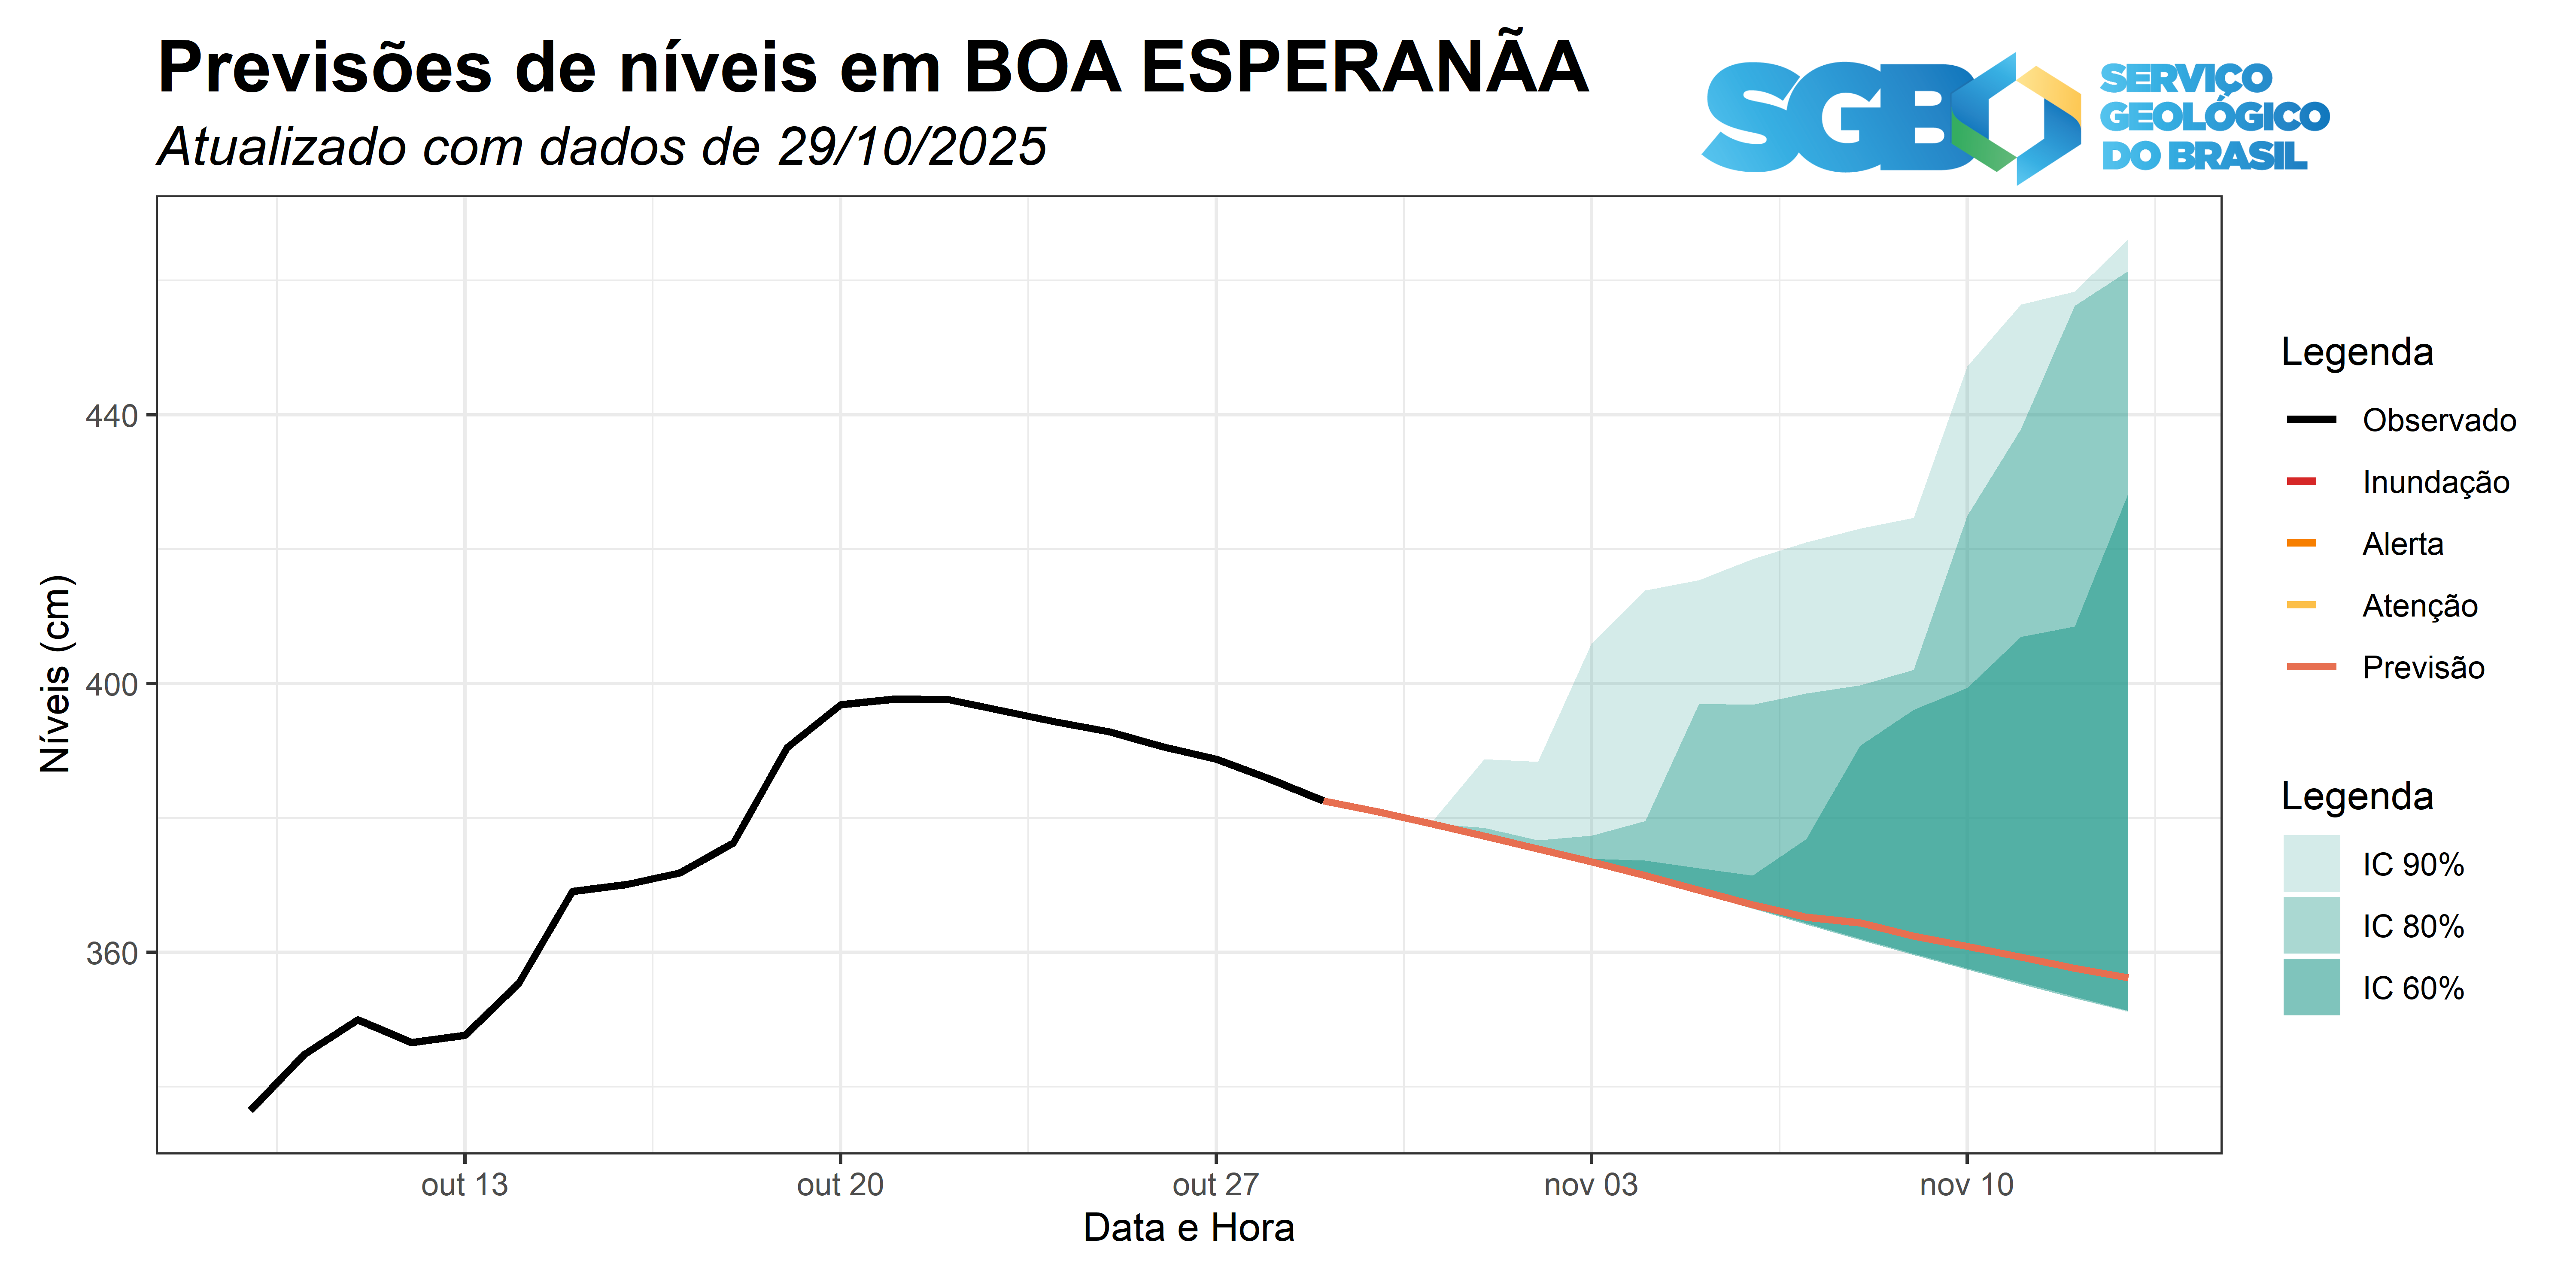 Previsões de níveis em BOA ESPERANÃA
Atualizado com dados de 29/10/2025
SGB
SERVIÇO
GEOLÓGICO
DO BRASIL
Níveis (cm)
440
400
360
out 13
out 20
out 27
nov 03
nov 10
Data e Hora
Legenda
Observado
Inundação
Alerta
Atenção
Previsão
Legenda
IC 90%
IC 80%
IC 60%